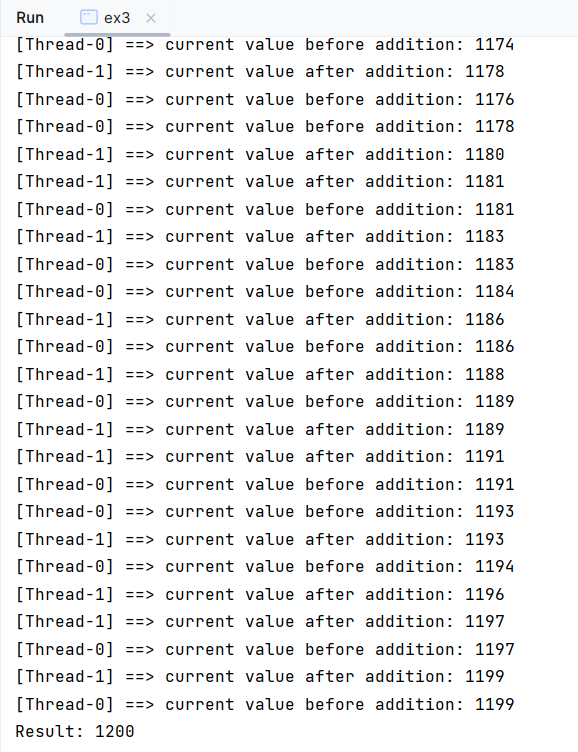 Run ex3
[Thread-0] ==> current value before addition: 1174
[Thread-1] ==> current value after addition: 1178
[Thread-0] ==> current value before addition: 1176
[Thread-0] ==> current value before addition: 1178
[Thread-1] ==> current value after addition: 1180
[Thread-1] ==> current value after addition: 1181
[Thread-0] ==> current value before addition: 1181
[Thread-1] ==> current value after addition: 1183
[Thread-0] ==> current value before addition: 1183
[Thread-0] ==> current value before addition: 1184
[Thread-1] ==> current value after addition: 1186
[Thread-0] ==> current value before addition: 1186
[Thread-1] ==> current value after addition: 1188
[Thread-0] ==> current value before addition: 1189
[Thread-1] ==> current value after addition: 1189
[Thread-1] ==> current value after addition: 1191
[Thread-0] ==> current value before addition: 1191
[Thread-0] ==> current value before addition: 1193
[Thread-1] ==> current value after addition: 1193
[Thread-0] ==> current value before addition: 1194
[Thread-1] ==> current value after addition: 1196
[Thread-1] ==> current value after addition: 1197
[Thread-0] ==> current value before addition: 1197
[Thread-1] ==> current value after addition: 1199
[Thread-0] ==> current value before addition: 1199
Result: 1200